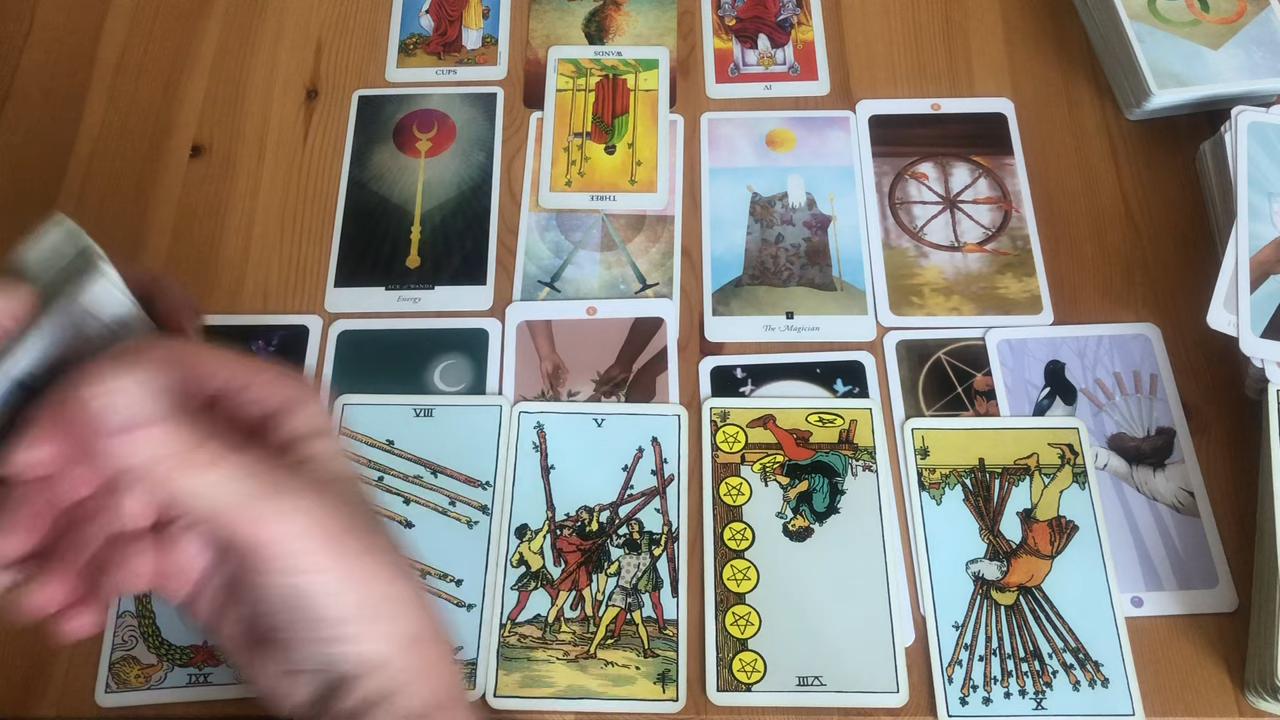 CUPS
IV
WANDS
THREE
ACE of WANDS
Energy
I
The Magician
VIII
V
VIII
X
XXI